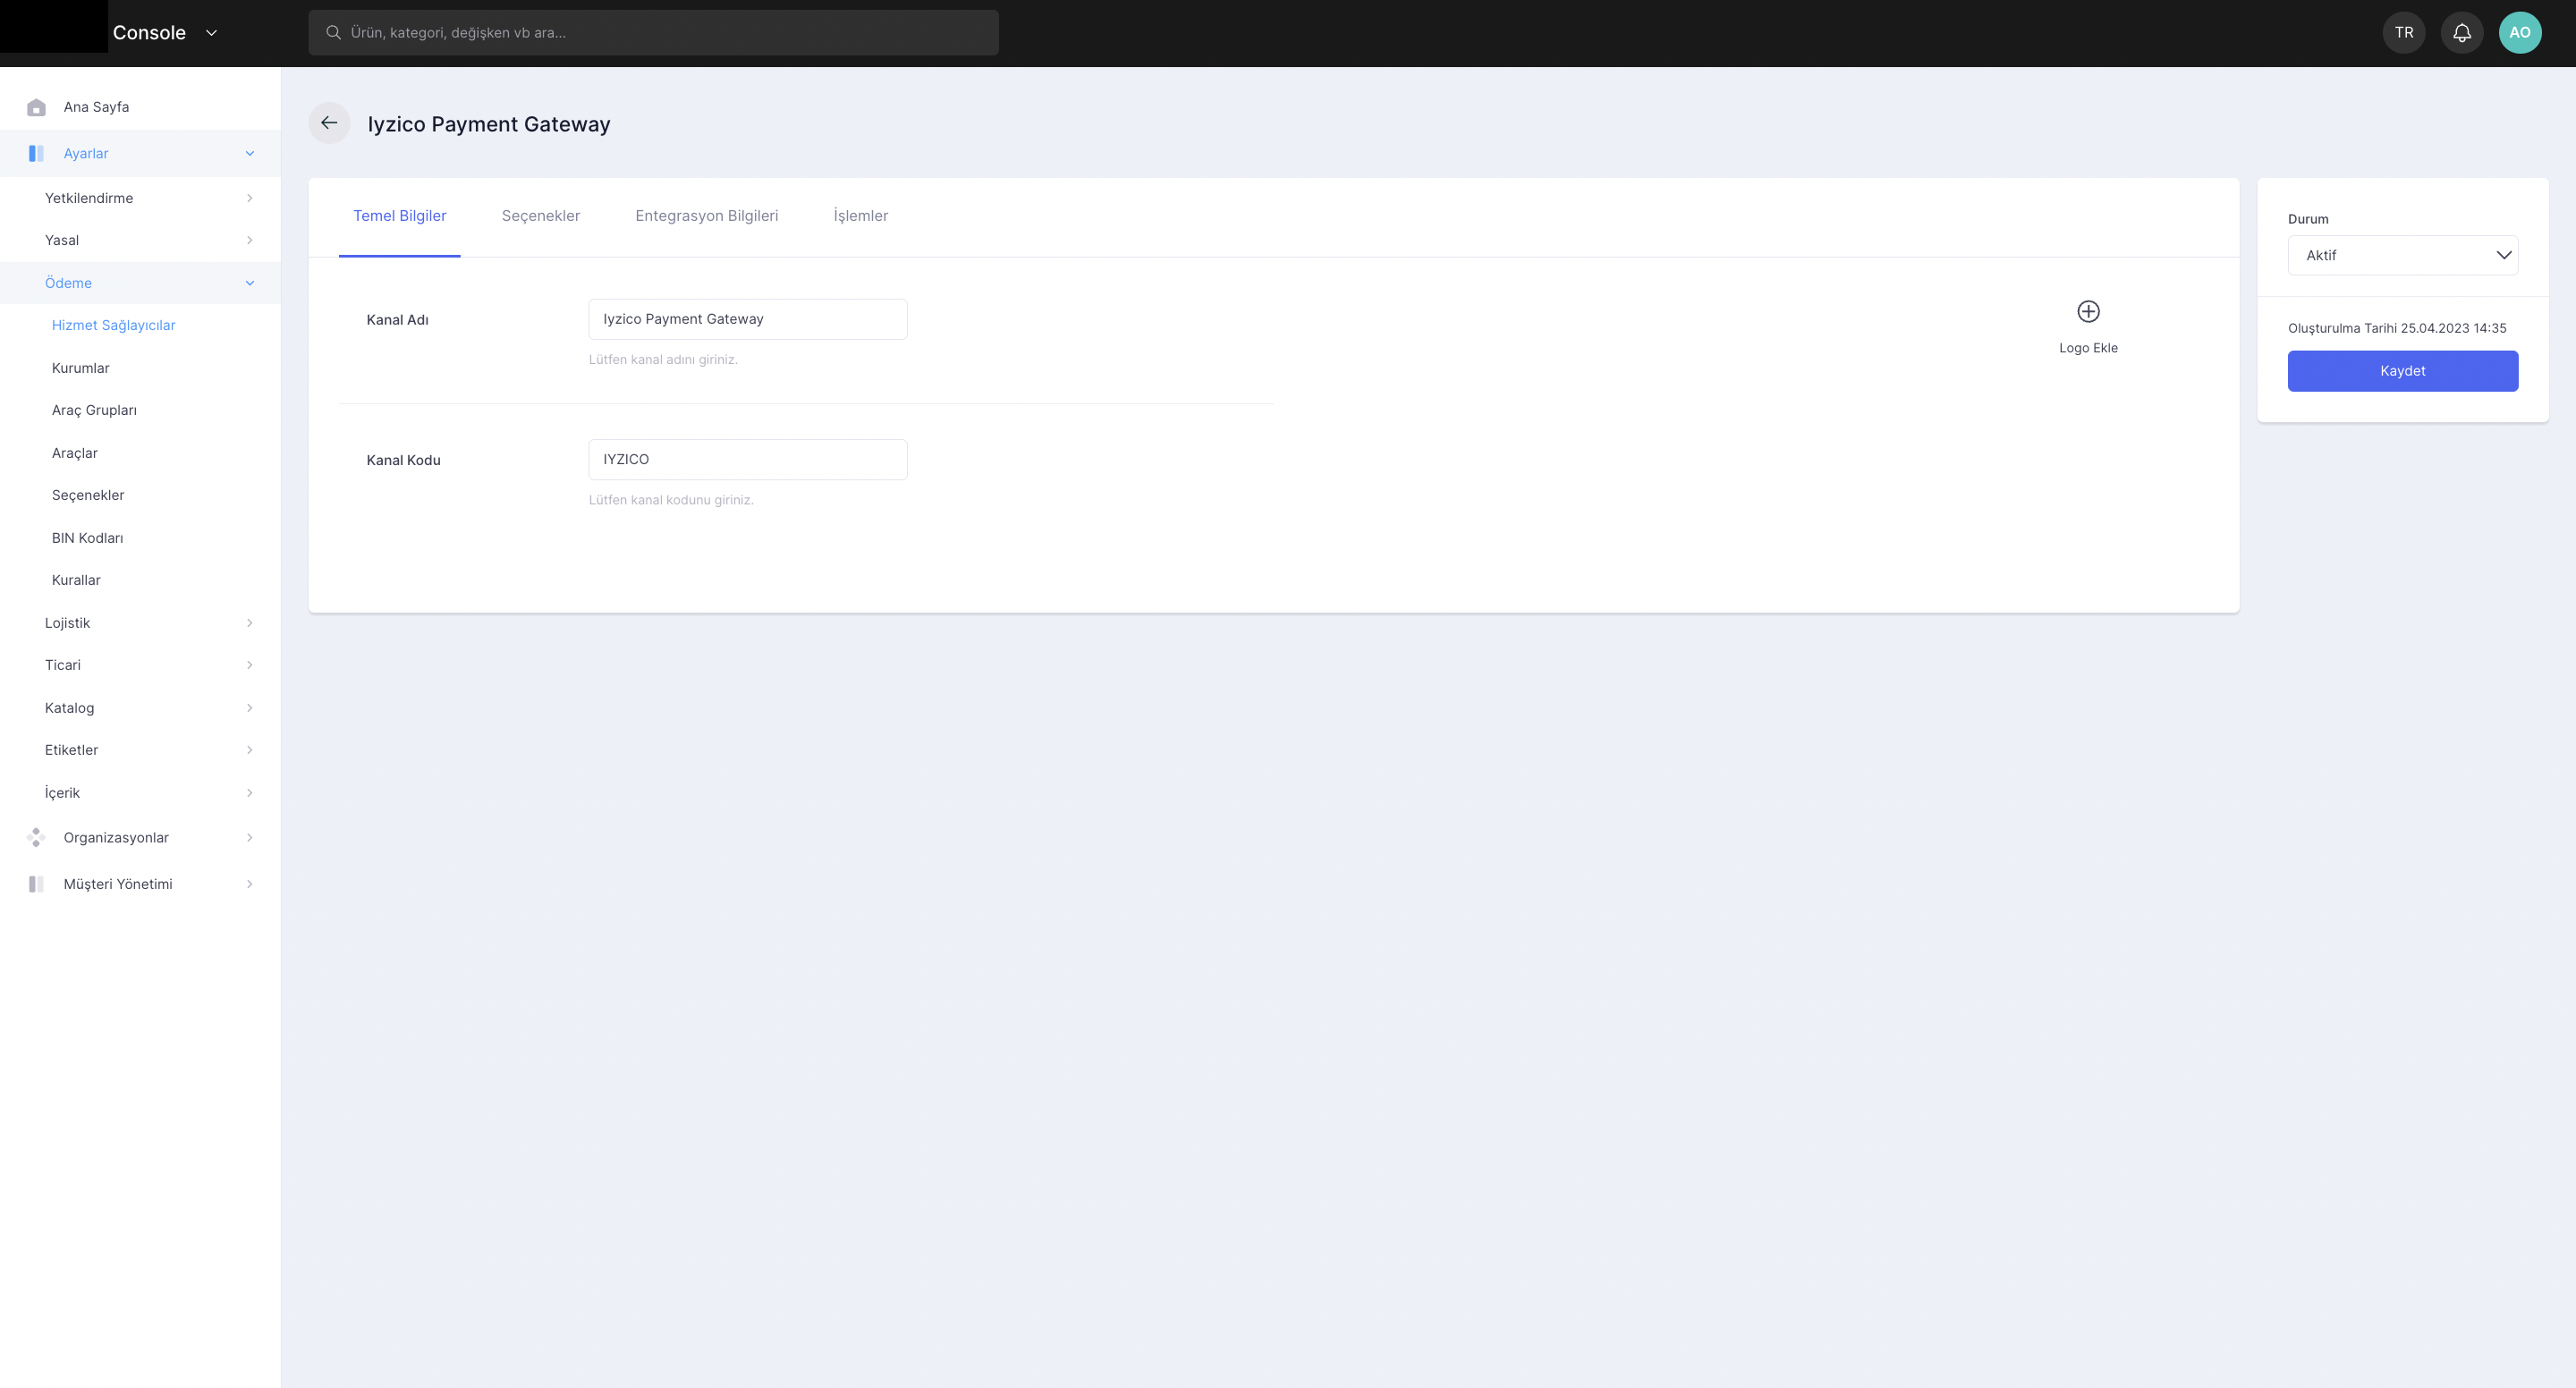 Console
Ürün, kategori, değişken vb ara...
TR
AO
Ana Sayfa
Ayarlar
Yetkilendirme
Yasal
Ödeme
Hizmet Sağlayıcılar
Kurumlar
Araç Grupları
Araçlar
Seçenekler
BIN Kodları
Kurallar
Lojistik
Ticari
Katalog
Etiketler
İçerik
Organizasyonlar
Müşteri Yönetimi
Iyzico Payment Gateway
Temel Bilgiler Seçenekler Entegrasyon Bilgileri İşlemler
Kanal Adı
Iyzico Payment Gateway
Lütfen kanal adını giriniz.
Logo Ekle
Kanal Kodu
IYZICO
Lütfen kanal kodunu giriniz.
Durum
Aktif
Oluşturulma Tarihi 25.04.2023 14:35
Kaydet